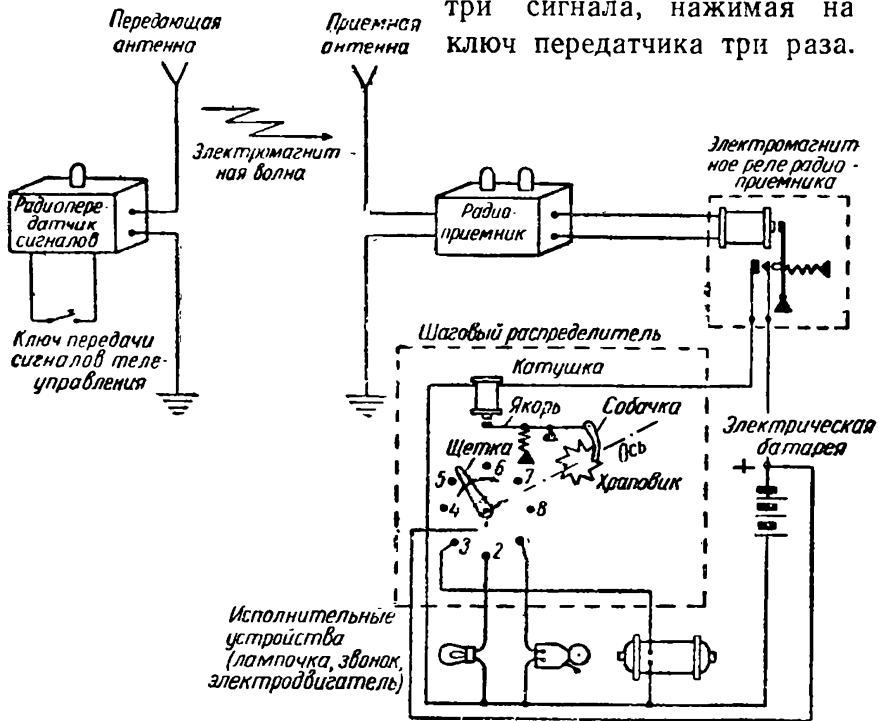 три сигнала, нажимая на
ключ передатчика три раза.
Передающая
антенна
Приемная
антенна
Электромагнит-
ная волна
Электромагнит-
ное реле радио-
приемника
Радиопере-
датчик
сигналов
Радио-
приемник
Ключ передачи
сигналов теле-
управления
Шаговый распределитель
Катушка
Якорь
Собачка
Ось
Храповик
Щетка
5
6
7
4
8
3
2
Электрическая
батарея
+
Исполнительные
устройства
(лампочка, звонок,
электродвигатель)